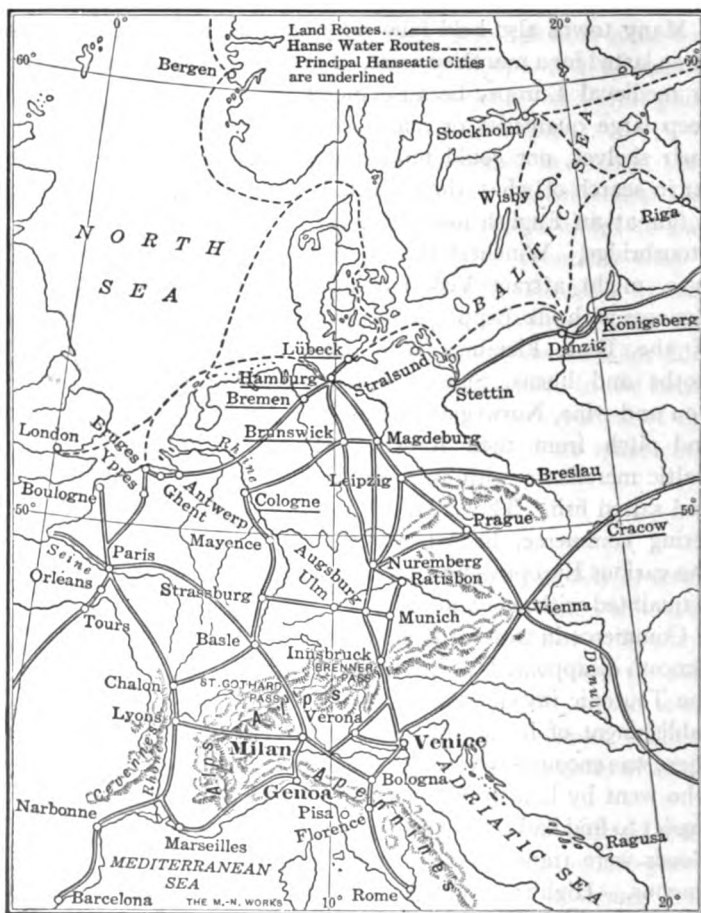 0°
20°
60°
60°
Land Routes
Hanse Water Routes
Principal Hanseatic Cities
are underlined
Bergen
Stockholm
Wisby
Riga
NORTH
SEA
BALTIC SEA
Königsberg
Danzig
Lübeck
Stralsund
Hamburg
Stettin
Bremen
London
Bruges
Ypres
Rhine
Brunswick
Magdeburg
Antwerp
Ghent
Leipzig
Breslau
Boulogne
Cologne
50°
50°
Prague
Cracow
Seine
Paris
Mayence
Augsburg
Ulm
Nuremberg
Ratisbon
Orléans
Strassburg
Vienna
Tours
Munich
Basle
Innsbruck
BRENNER
PASS
Danube
Chalon
ST. GOTHARD
PASS
Alps
Lyons
Verona
Cevennes
Rhone
Alps
Milan
Venice
Genoa
Apennines
Bologna
ADRIATIC SEA
Narbonne
Pisa
Florence
Marseilles
Ragusa
MEDITERRANEAN
SEA
Barcelona
THE M.-N. WORKS
10°
Rome
20